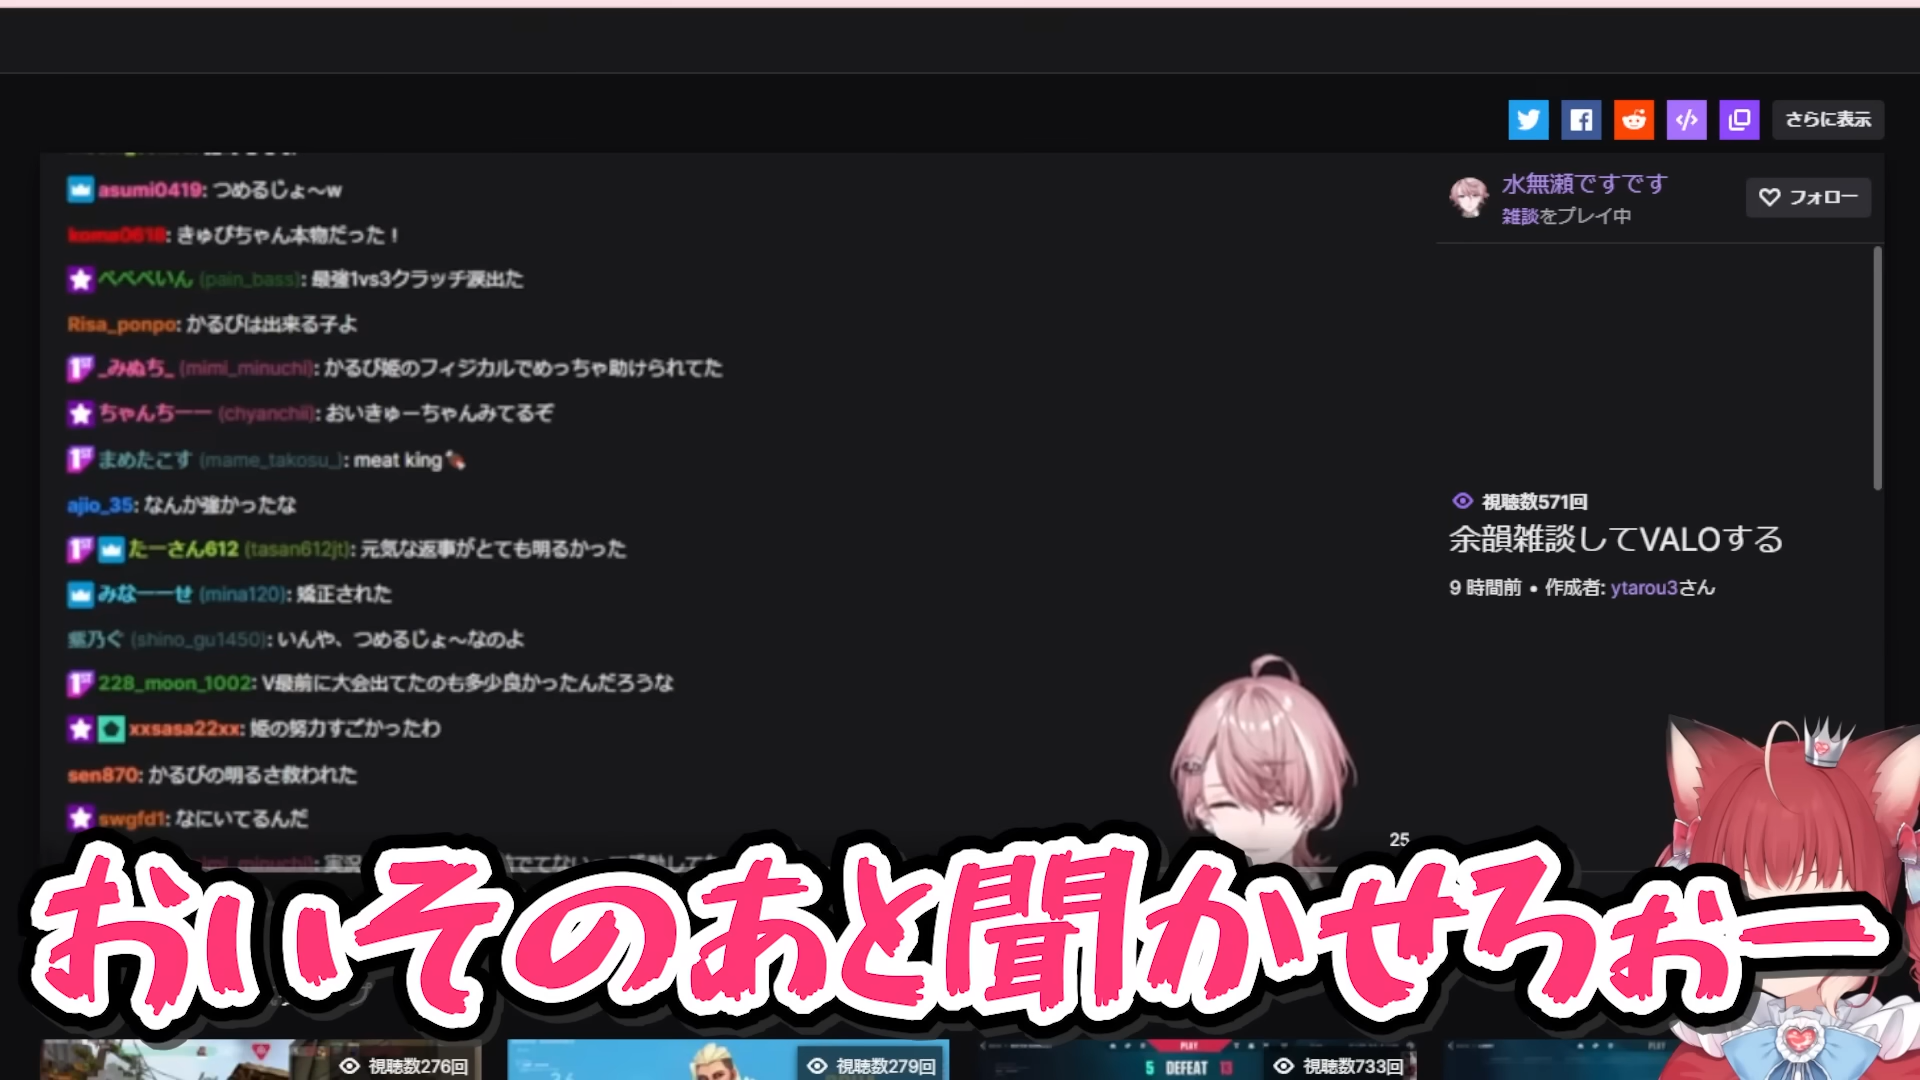 さらに表示
水無瀬ですです
雑談をプレイ中
フォロー
asumi0419: つめるじょ～w
koma0618: きゅぴちゃん本物だった！
ぺぺぺいん (pain_bass): 最強1vs3クラッチ涙出た
Risa_ponpo: かるびは出来る子よ
_みぬち_ (mimi_minuchi): かるび姫のフィジカルでめっちゃ助けられてた
ちゃんちーー (chyanchii): おいきゅーちゃんみてるぞ
まめたこす (mame_takosu_): meat king
ajio_35: なんか強かったな
たーさん612 (tasan612jt): 元気な返事がとても明るかった
みなーーせ (mina120): 矯正された
紫乃ぐ (shino_gu1450): いんや、つめるじょ～なのよ
228_moon_1002: V最前に大会出てたのも多少良かったんだろうな
xxsasa22xx: 姫の努力すごかったわ
sen870: かるびの明るさ救われた
swgfd1: なにいてるんだ
視聴数571回
余韻雑談してVALOする
9 時間前 • 作成者: ytarou3さん
25
おいそのあと聞かせろぉー
視聴数276回
視聴数279回
PLAY
5 DEFEAT 13
視聴数733回